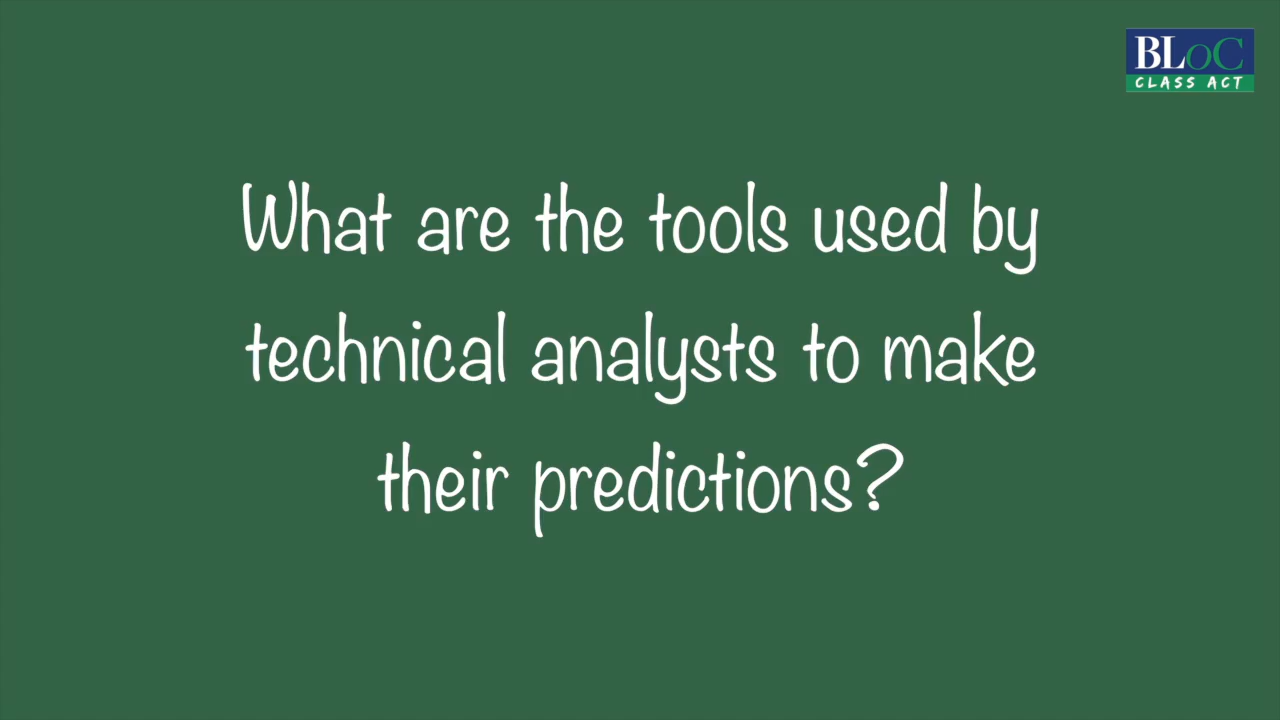 BLoC
CLASS ACT
What are the tools used by
technical analysts to make
their predictions?